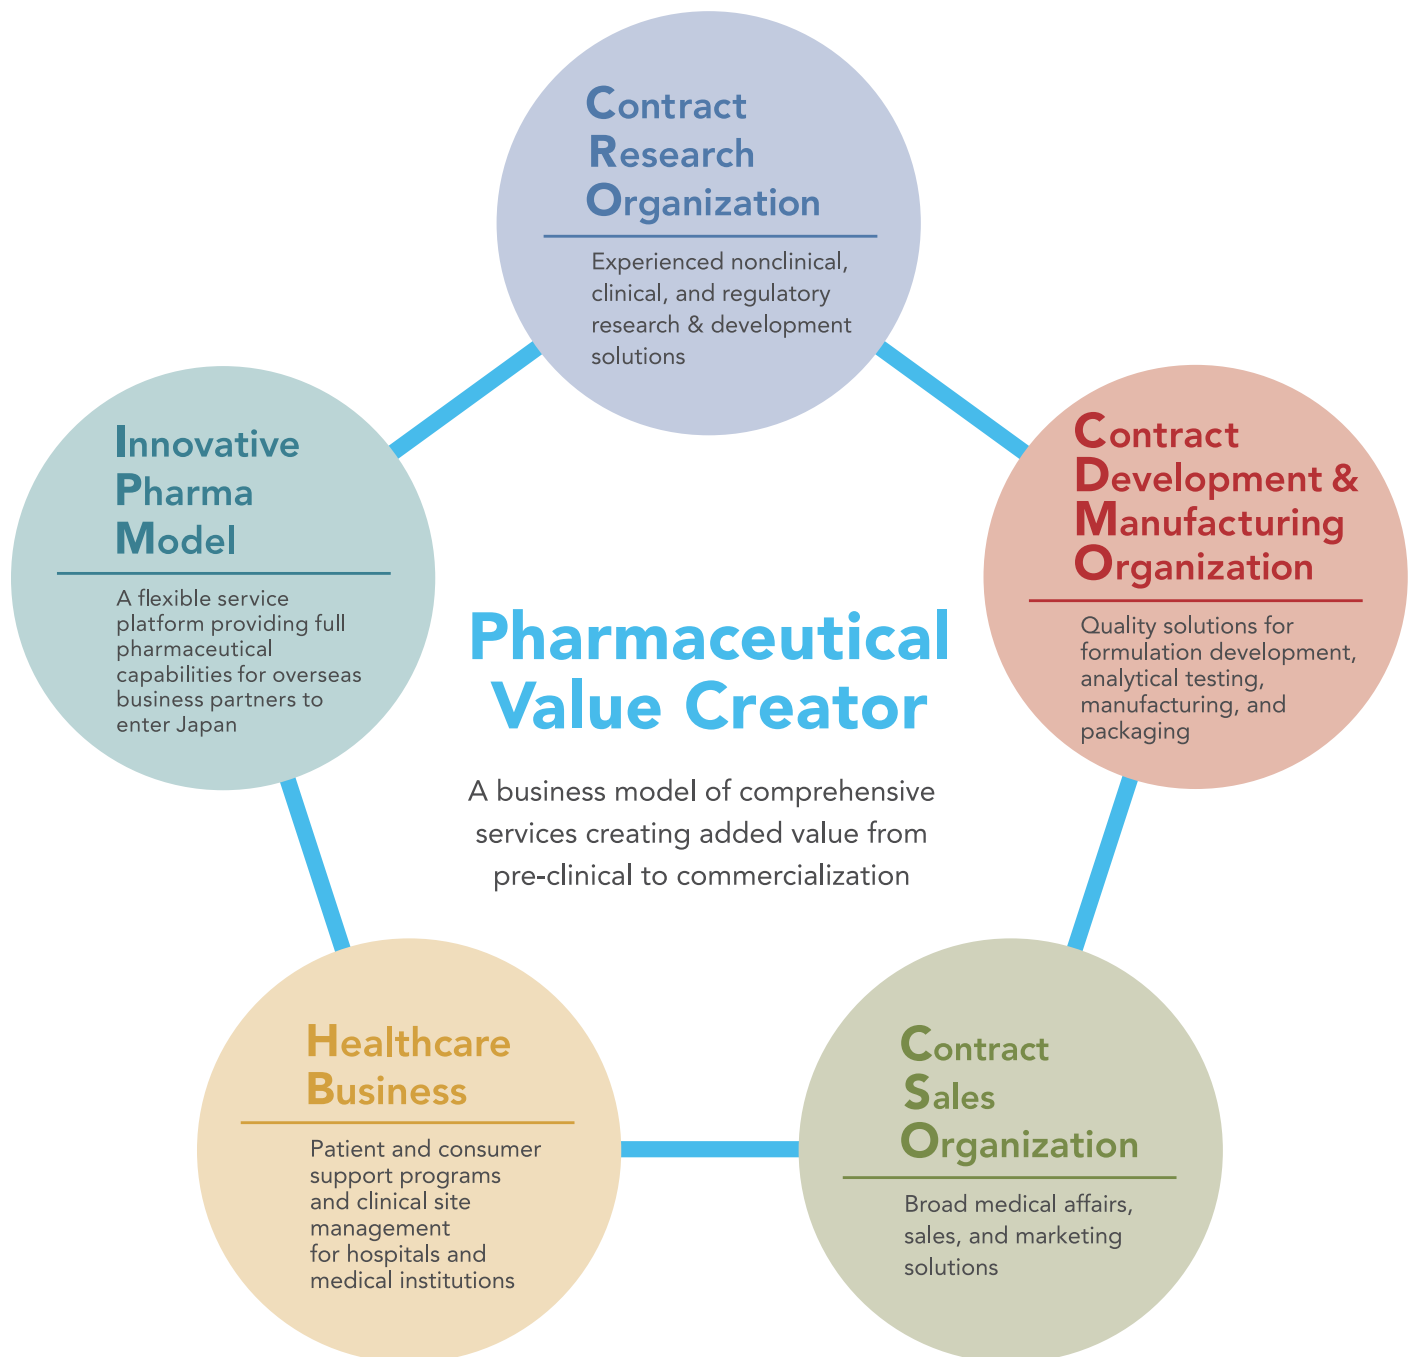 Contract
Research
Organization
Experienced nonclinical,
clinical, and regulatory
research & development
solutions
Contract
Development &
Manufacturing
Organization
Quality solutions for
formulation development,
analytical testing,
manufacturing, and
packaging
Innovative
Pharma
Model
A flexible service
platform providing full
pharmaceutical
capabilities for overseas
business partners to
enter Japan
Pharmaceutical
Value Creator
A business model of comprehensive
services creating added value from
pre-clinical to commercialization
Healthcare
Business
Patient and consumer
support programs
and clinical site
management
for hospitals and
medical institutions
Contract
Sales
Organization
Broad medical affairs,
sales, and marketing
solutions